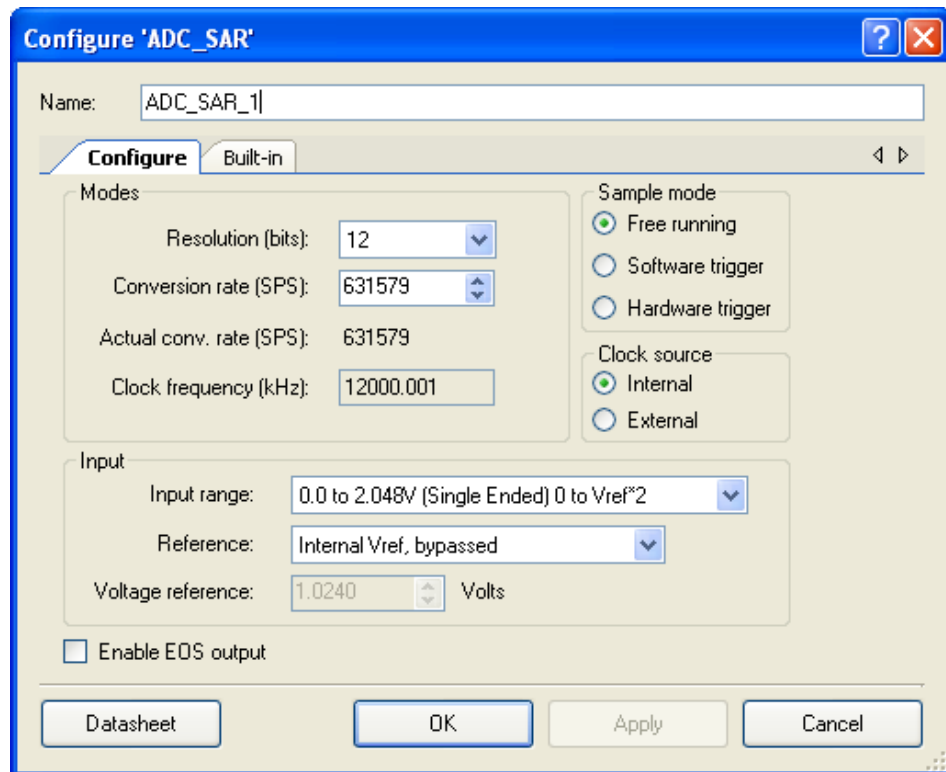 Configure 'ADC_SAR'
Name: ADC_SAR_1
Configure Built-in
Modes
Resolution (bits): 12
Conversion rate (SPS): 631579
Actual conv. rate (SPS): 631579
Clock frequency (kHz): 12000.001
Sample mode
Free running
Software trigger
Hardware trigger
Clock source
Internal
External
Input
Input range: 0.0 to 2.048V (Single Ended) 0 to Vref*2
Reference: Internal Vref, bypassed
Voltage reference: 1.0240 Volts
Enable EOS output
Datasheet OK Apply Cancel